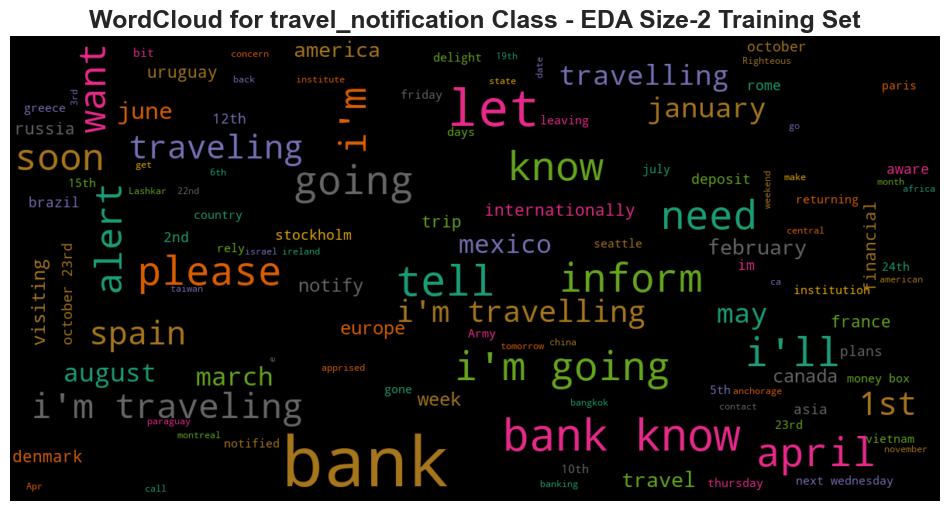 WordCloud for travel_notification Class - EDA Size-2 Training Set
bit
concern
america
delight
19th
date
october
Righteous
want
uruguay
back
institute
state
travelling
rome
paris
greece
3rd
june
i'm
friday
let
leaving
january
go
russia
12th
days
soon
traveling
get
6th
going
know
july
deposit
weekend
make
aware
month
africa
15th
Lashkar
22nd
brazil
alert
country
trip
internationally
need
returning
financial
2nd
rely
israel
ireland
stockholm
mexico
seattle
february
central
visiting
october 23rd
please
taiwan
notify
tell
inform
im
ca
institution
24th
american
spain
europe
i'm travelling
Army
tomorrow
china
may
france
e
apprised
i'll
plans
august
march
gone
i'm going
canada
money box
i'm traveling
week
bangkok
5th
anchorage
contact
asia
1st
paraguay
montreal
notified
bank know
23rd
vietnam
november
denmark
bank
10th
april
Apr
call
banking
travel
thursday
next wednesday